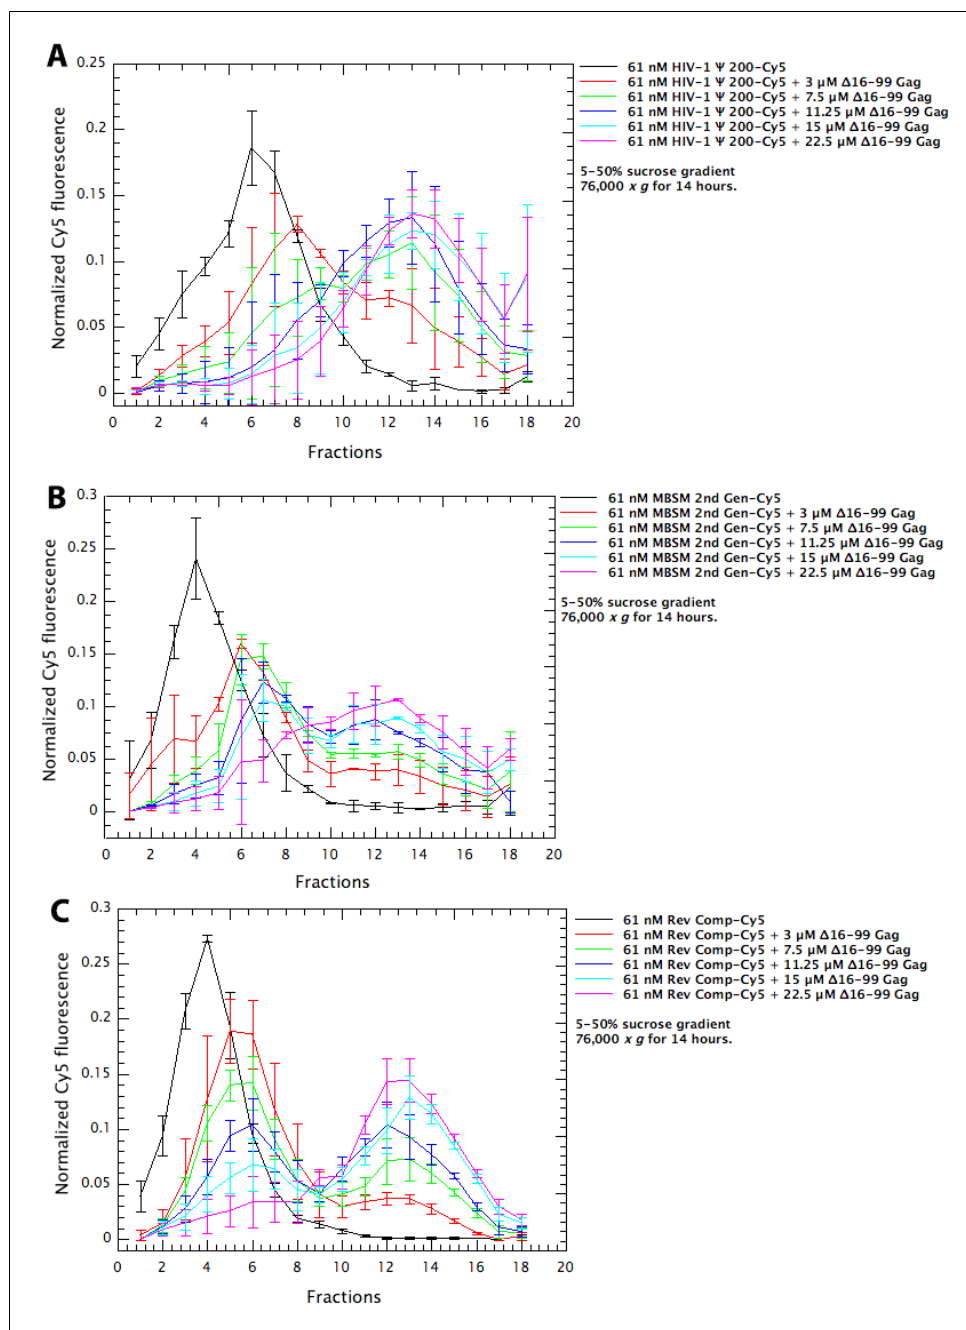 A
Normalized Cy5 fluorescence
0.25
0.2
0.15
0.1
0.05
0
0 2 4 6 8 10 12 14 16 18 20
Fractions
61 nM HIV-1 Ψ 200-Cy5
61 nM HIV-1 Ψ 200-Cy5 + 3 μM Δ16-99 Gag
61 nM HIV-1 Ψ 200-Cy5 + 7.5 μM Δ16-99 Gag
61 nM HIV-1 Ψ 200-Cy5 + 11.25 μM Δ16-99 Gag
61 nM HIV-1 Ψ 200-Cy5 + 15 μM Δ16-99 Gag
61 nM HIV-1 Ψ 200-Cy5 + 22.5 μM Δ16-99 Gag
5-50% sucrose gradient
76,000 x g for 14 hours.
B
Normalized Cy5 fluorescence
0.3
0.25
0.2
0.15
0.1
0.05
0
0 2 4 6 8 10 12 14 16 18 20
Fractions
61 nM MBSM 2nd Gen-Cy5
61 nM MBSM 2nd Gen-Cy5 + 3 μM Δ16-99 Gag
61 nM MBSM 2nd Gen-Cy5 + 7.5 μM Δ16-99 Gag
61 nM MBSM 2nd Gen-Cy5 + 11.25 μM Δ16-99 Gag
61 nM MBSM 2nd Gen-Cy5 + 15 μM Δ16-99 Gag
61 nM MBSM 2nd Gen-Cy5 + 22.5 μM Δ16-99 Gag
5-50% sucrose gradient
76,000 x g for 14 hours.
C
Normalized Cy5 fluorescence
0.3
0.25
0.2
0.15
0.1
0.05
0
0 2 4 6 8 10 12 14 16 18 20
Fractions
61 nM Rev Comp-Cy5
61 nM Rev Comp-Cy5 + 3 μM Δ16-99 Gag
61 nM Rev Comp-Cy5 + 7.5 μM Δ16-99 Gag
61 nM Rev Comp-Cy5 + 11.25 μM Δ16-99 Gag
61 nM Rev Comp-Cy5 + 15 μM Δ16-99 Gag
61 nM Rev Comp-Cy5 + 22.5 μM Δ16-99 Gag
5-50% sucrose gradient
76,000 x g for 14 hours.